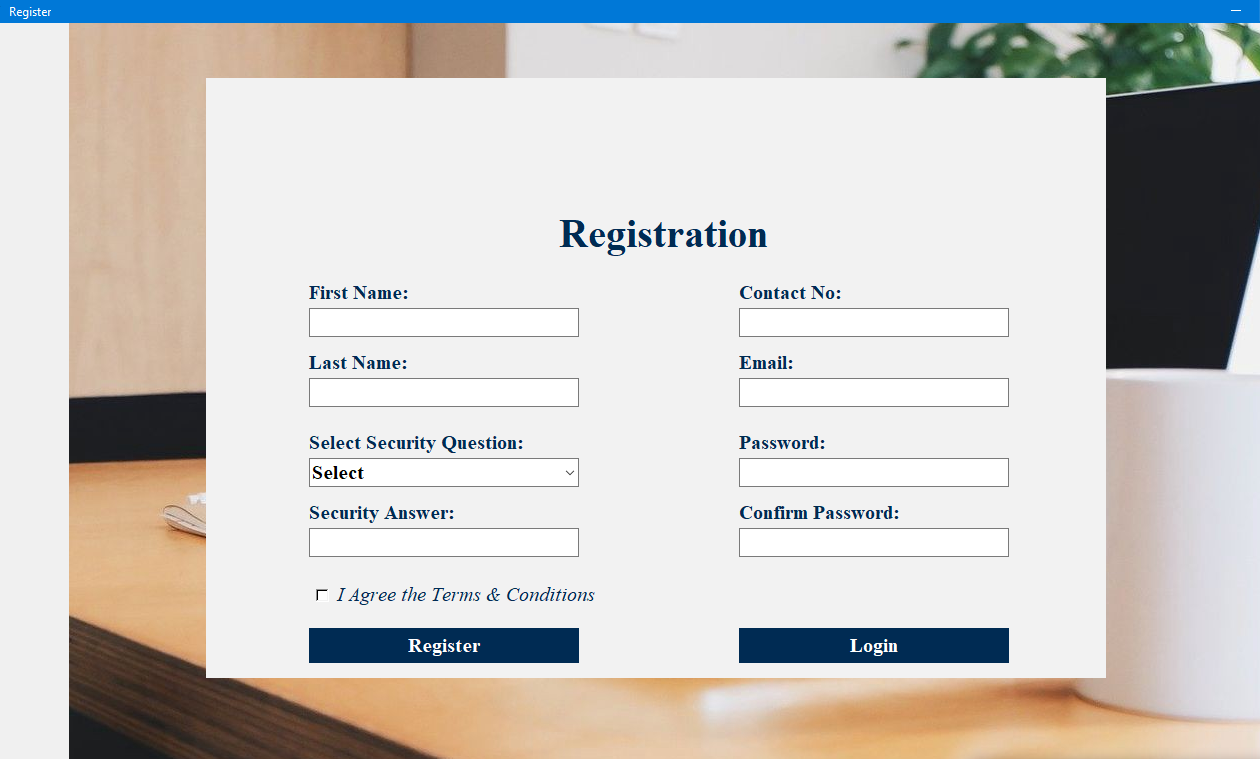 Register
Registration
First Name:
Contact No:
Last Name:
Email:
Select Security Question:
Password:
Select
Security Answer:
Confirm Password:
I Agree the Terms & Conditions
Register
Login